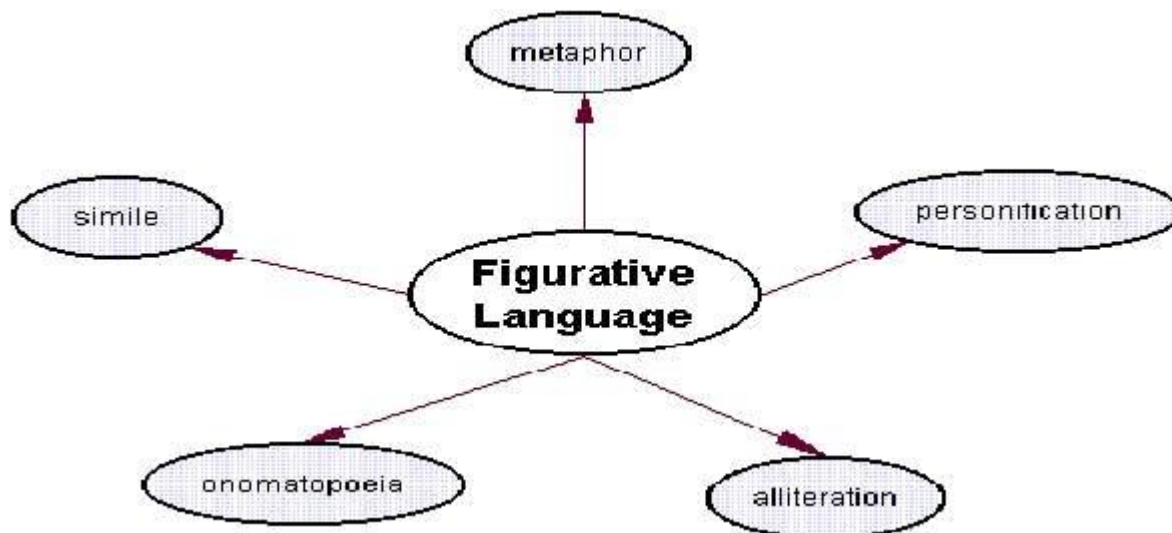 metaphor
simile
personification
Figurative
Language
onomatopoeia
alliteration